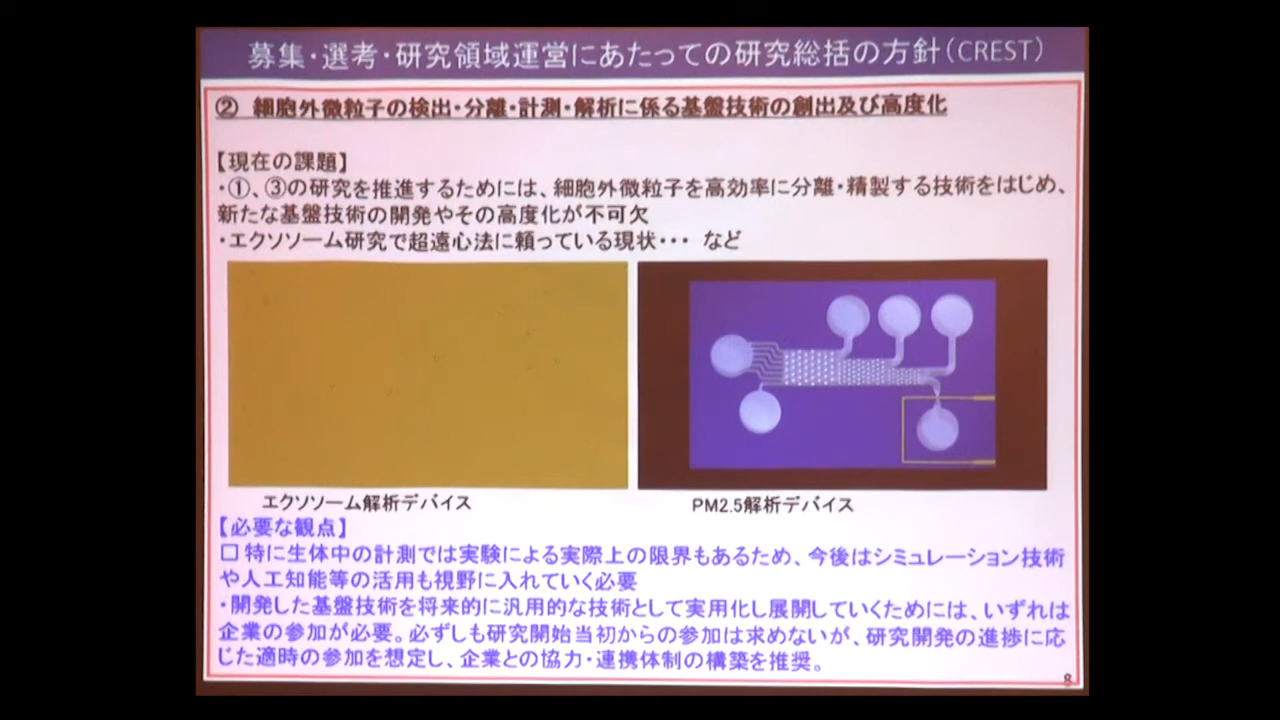 募集・選考・研究領域運営にあたっての研究総括の方針（CREST）
② 細胞外微粒子の検出・分離・計測・解析に係る基盤技術の創出及び高度化
【現在の課題】
・①、③の研究を推進するためには、細胞外微粒子を高効率に分離・精製する技術をはじめ、
新たな基盤技術の開発やその高度化が不可欠
・エクソソーム研究で超遠心法に頼っている現状・・・ など
エクソソーム解析デバイス
PM2.5解析デバイス
【必要な観点】
□ 特に生体中の計測では実験による実際上の限界もあるため、今後はシミュレーション技術
や人工知能等の活用も視野に入れていく必要
・開発した基盤技術を将来的に汎用的な技術として実用化し展開していくためには、いずれは
企業の参加が必要。必ずしも研究開始当初からの参加は求めないが、研究開発の進捗に応
じた適時の参加を想定し、企業との協力・連携体制の構築を推奨。
8